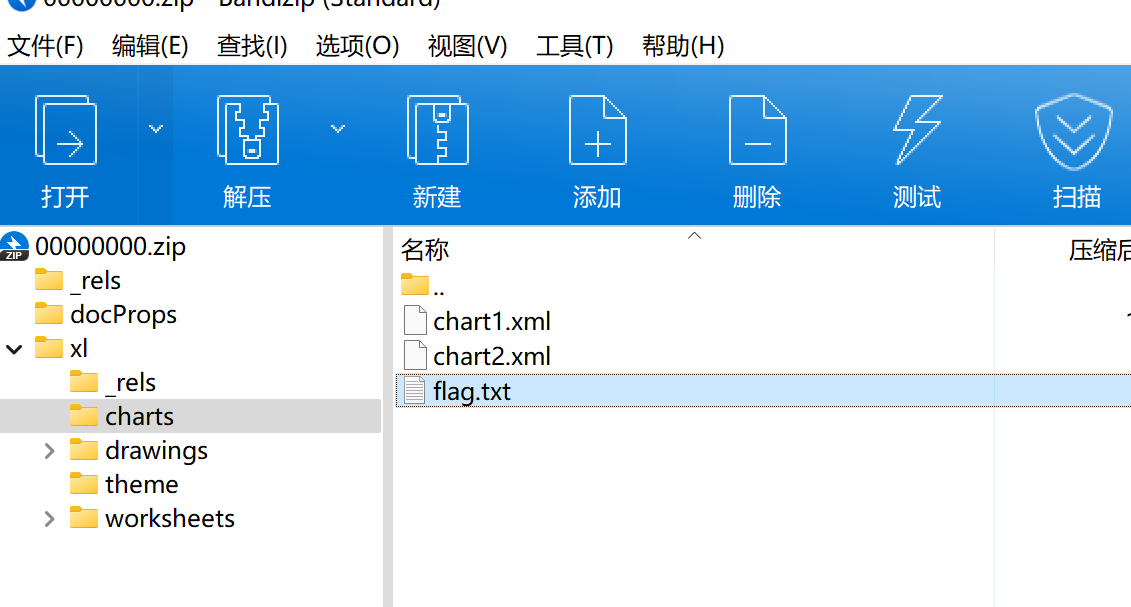 00000000.zip - Bandizip (Standard)
文件(F) 编辑(E) 查找(I) 选项(O) 视图(V) 工具(T) 帮助(H)
打开 解压 新建 添加 删除 测试 扫描
ZIP 00000000.zip
_rels
docProps
xl
_rels
charts
drawings
theme
worksheets
名称 压缩后
..
chart1.xml
chart2.xml
flag.txt